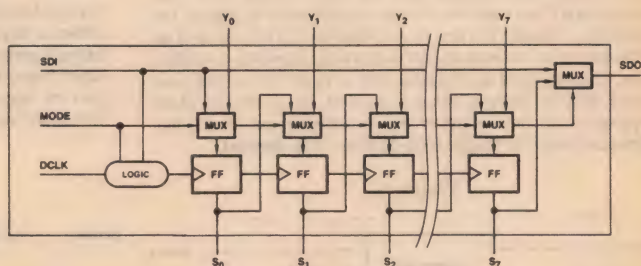 Y0 Y1 Y2 Y7
SDI
MUX SDO
MODE
MUX MUX MUX MUX
DCLK
LOGIC FF FF FF FF
S0 S1 S2 S7